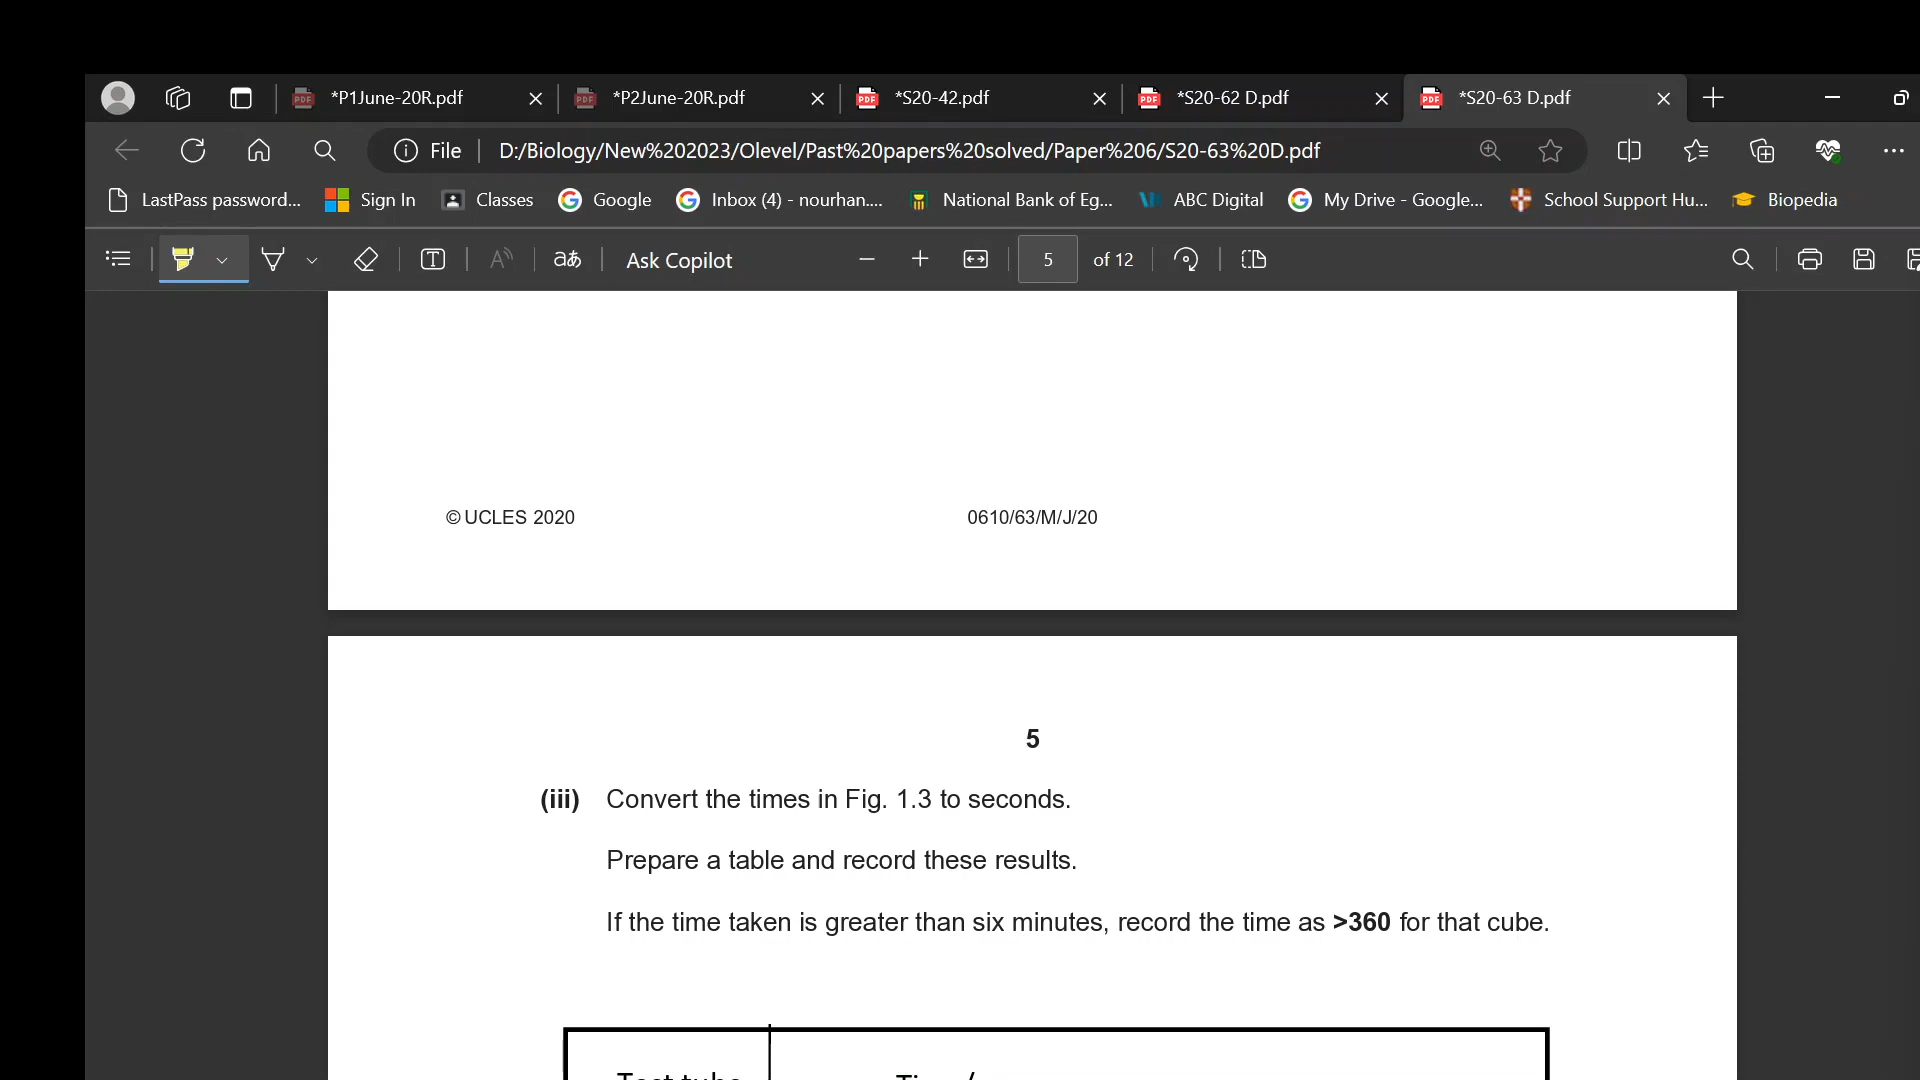 *P1June-20R.pdf
*P2June-20R.pdf
*S20-42.pdf
*S20-62 D.pdf
*S20-63 D.pdf
File
D:/Biology/New%202023/Olevel/Past%20papers%20solved/Paper%206/S20-63%20D.pdf
LastPass password...
Sign In
Classes
Google
Inbox (4) - nourhan....
National Bank of Eg...
ABC Digital
My Drive - Google...
School Support Hu...
Biopedia
Ask Copilot
5 of 12
© UCLES 2020
0610/63/M/J/20
5
(iii) Convert the times in Fig. 1.3 to seconds.
Prepare a table and record these results.
If the time taken is greater than six minutes, record the time as >360 for that cube.
Test tube
Time/